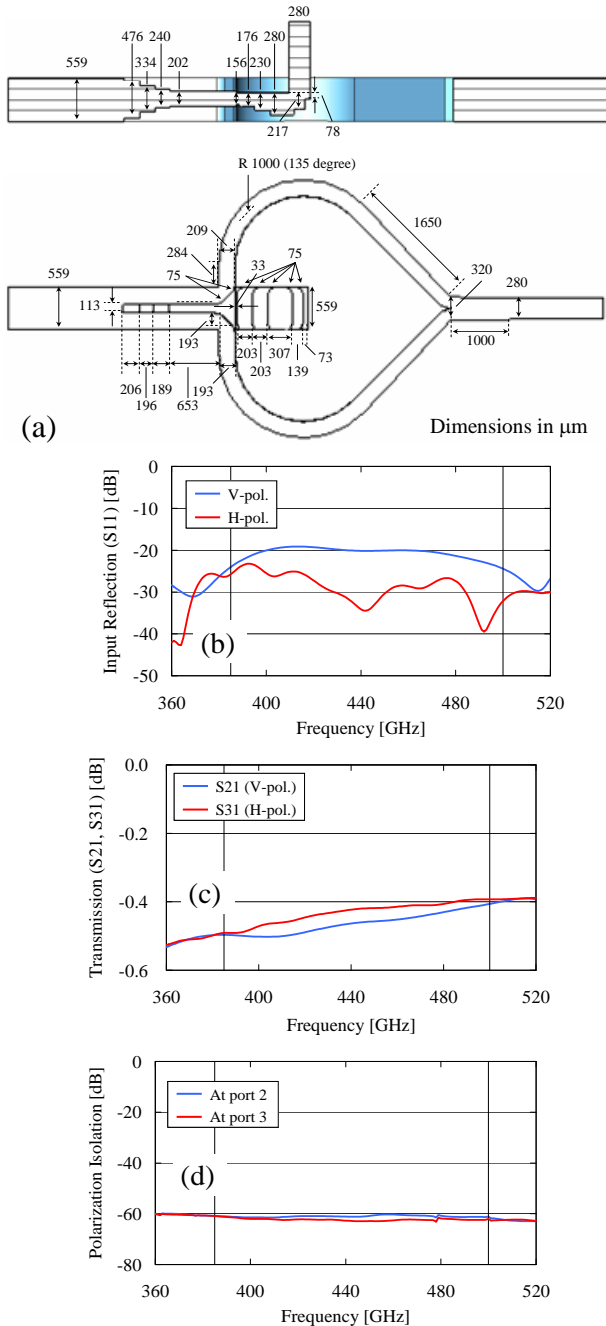 280
476 240
176 280
559
334 202
156 230
217
78
R 1000 (135 degree)
1650
209
284
75
33
75
559
113
320
280
559
1000
193
203 307 73
203 139
206 189 193
196 653
(a)
Dimensions in μm
Input Reflection (S11) [dB]
0
-10
-20
-30
-40
-50
V-pol.
H-pol.
(b)
360 400 440 480 520
Frequency [GHz]
Transmission (S21, S31) [dB]
0.0
-0.2
-0.4
-0.6
S21 (V-pol.)
S31 (H-pol.)
(c)
360 400 440 480 520
Frequency [GHz]
Polarization Isolation [dB]
0
-20
-40
-60
-80
At port 2
At port 3
(d)
360 400 440 480 520
Frequency [GHz]